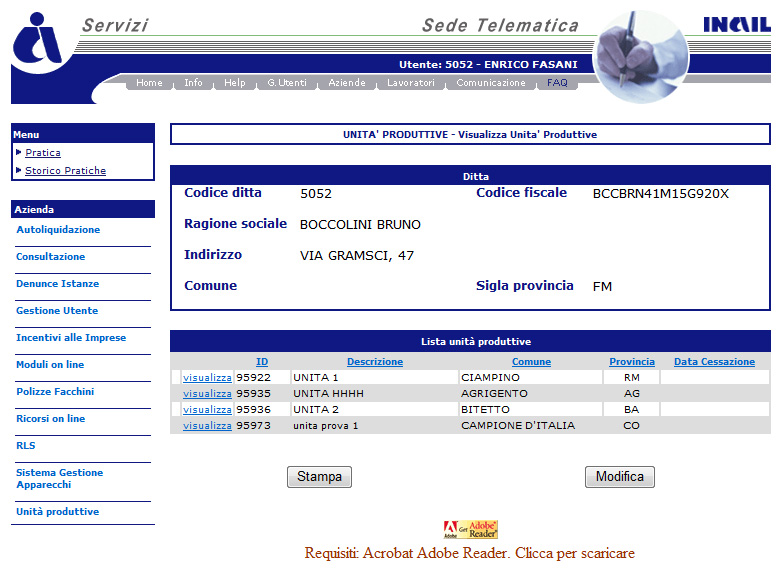 Servizi
Sede Telematica
INAIL
Utente: 5052 - ENRICO FASANI
Home Info Help G.Utenti Aziende Lavoratori Comunicazione FAQ
Menu
Pratica
Storico Pratiche
Azienda
Autoliquidazione
Consultazione
Denunce Istanze
Gestione Utente
Incentivi alle Imprese
Moduli on line
Polizze Facchini
Ricorsi on line
RLS
Sistema Gestione
Apparecchi
Unità produttive
UNITA' PRODUTTIVE - Visualizza Unita' Produttive
Ditta
Codice ditta 5052 Codice fiscale BCCBRN41M15G920X
Ragione sociale BOCCOLINI BRUNO
Indirizzo VIA GRAMSCI, 47
Comune Sigla provincia FM
Lista unità produttive
ID Descrizione Comune Provincia Data Cessazione
visualizza 95922 UNITA 1 CIAMPINO RM
visualizza 95935 UNITA HHHH AGRIGENTO AG
visualizza 95936 UNITA 2 BITETTO BA
visualizza 95973 unita prova 1 CAMPIONE D'ITALIA CO
Stampa Modifica
Adobe Get Adobe Reader
Requisiti: Acrobat Adobe Reader. Clicca per scaricare